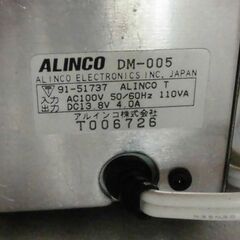 ALINCO DM-005
ALINCO ELECTRONICS INC. JAPAN
91-51737 ALINCO T
入力 AC100V 50/60Hz 110VA
出力 DC13.8V 4.0A
アルインコ株式会社
T006726